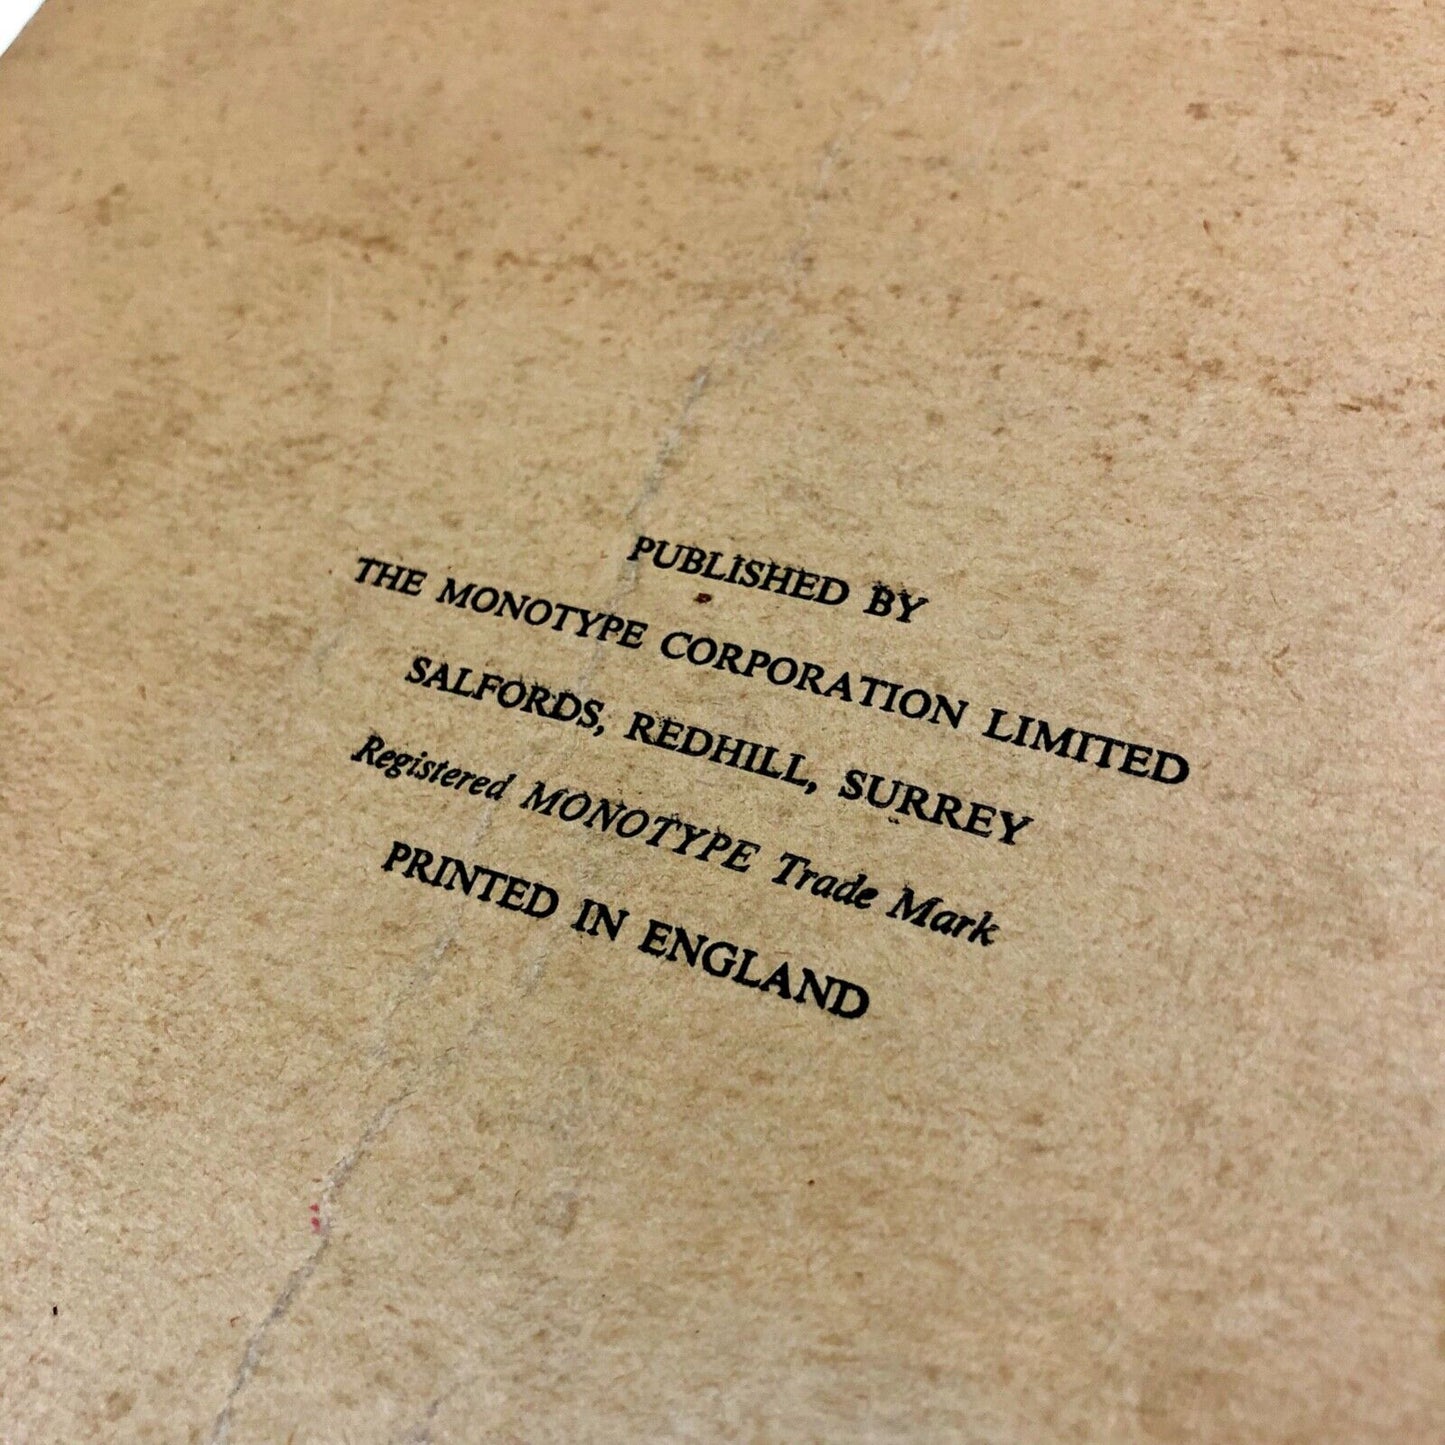 PUBLISHED BY
THE MONOTYPE CORPORATION LIMITED
SALFORDS, REDHILL, SURREY
Registered MONOTYPE Trade Mark
PRINTED IN ENGLAND